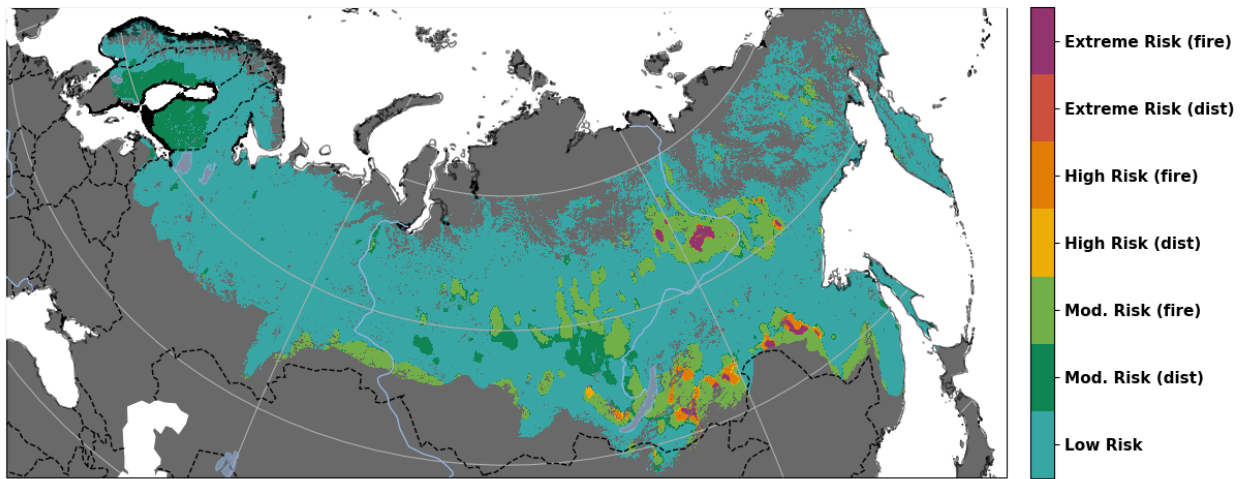 Extreme Risk (fire)
Extreme Risk (dist)
High Risk (fire)
High Risk (dist)
Mod. Risk (fire)
Mod. Risk (dist)
Low Risk